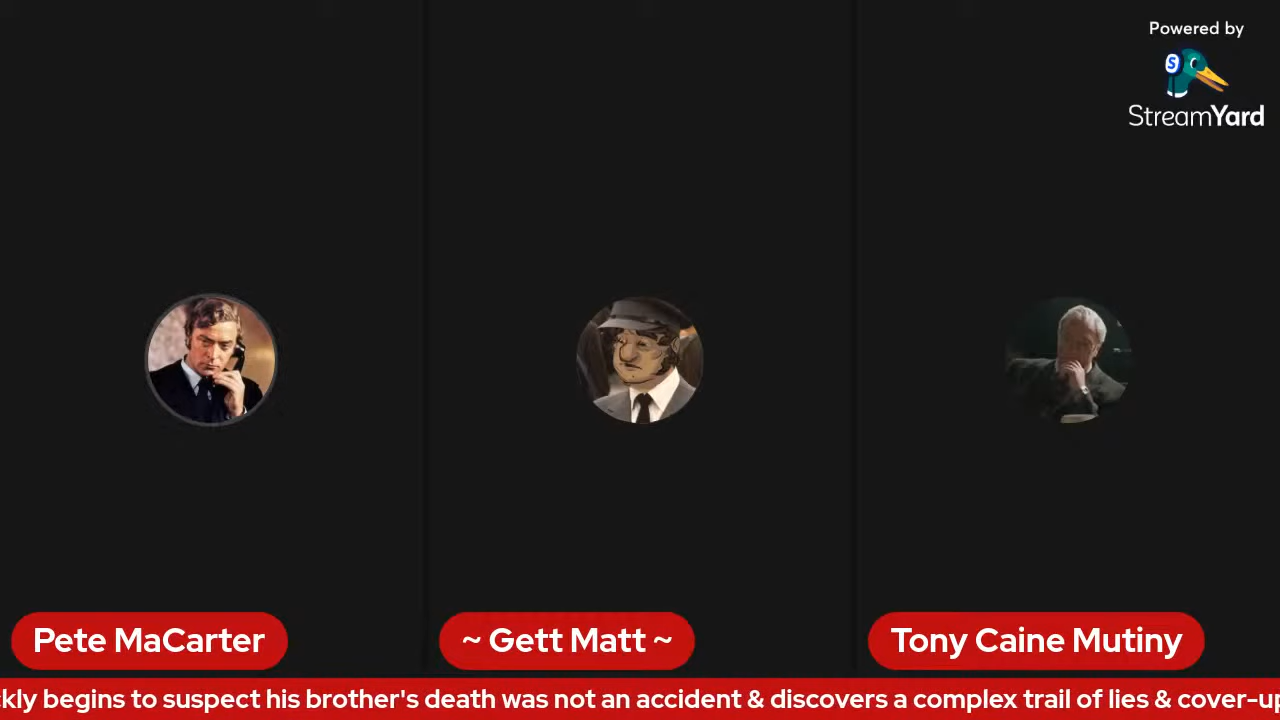 Powered by
S
StreamYard
Pete MaCarter
~ Gett Matt ~
Tony Caine Mutiny
begins to suspect his brother's death was not an accident & discovers a complex trail of lies &